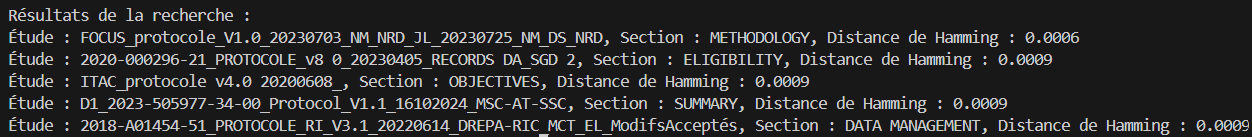 Résultats de la recherche :
Étude : FOCUS_protocole_V1.0_20230703_NM_NRD_JL_20230725_NM_DS_NRD, Section : METHODOLOGY, Distance de Hamming : 0.0006
Étude : 2020-000296-21_PROTOCOLE_v8 0_20230405_RECORDS DA_SGD 2, Section : ELIGIBILITY, Distance de Hamming : 0.0009
Étude : ITAC_protocole v4.0 20200608_, Section : OBJECTIVES, Distance de Hamming : 0.0009
Étude : D1_2023-505977-34-00_Protocol_V1.1_16102024_MSC-AT-SSC, Section : SUMMARY, Distance de Hamming : 0.0009
Étude : 2018-A01454-51_PROTOCOLE_RI_V3.1_20220614_DREPA-RIC_MCT_EL_ModifsAcceptés, Section : DATA MANAGEMENT, Distance de Hamming : 0.0009